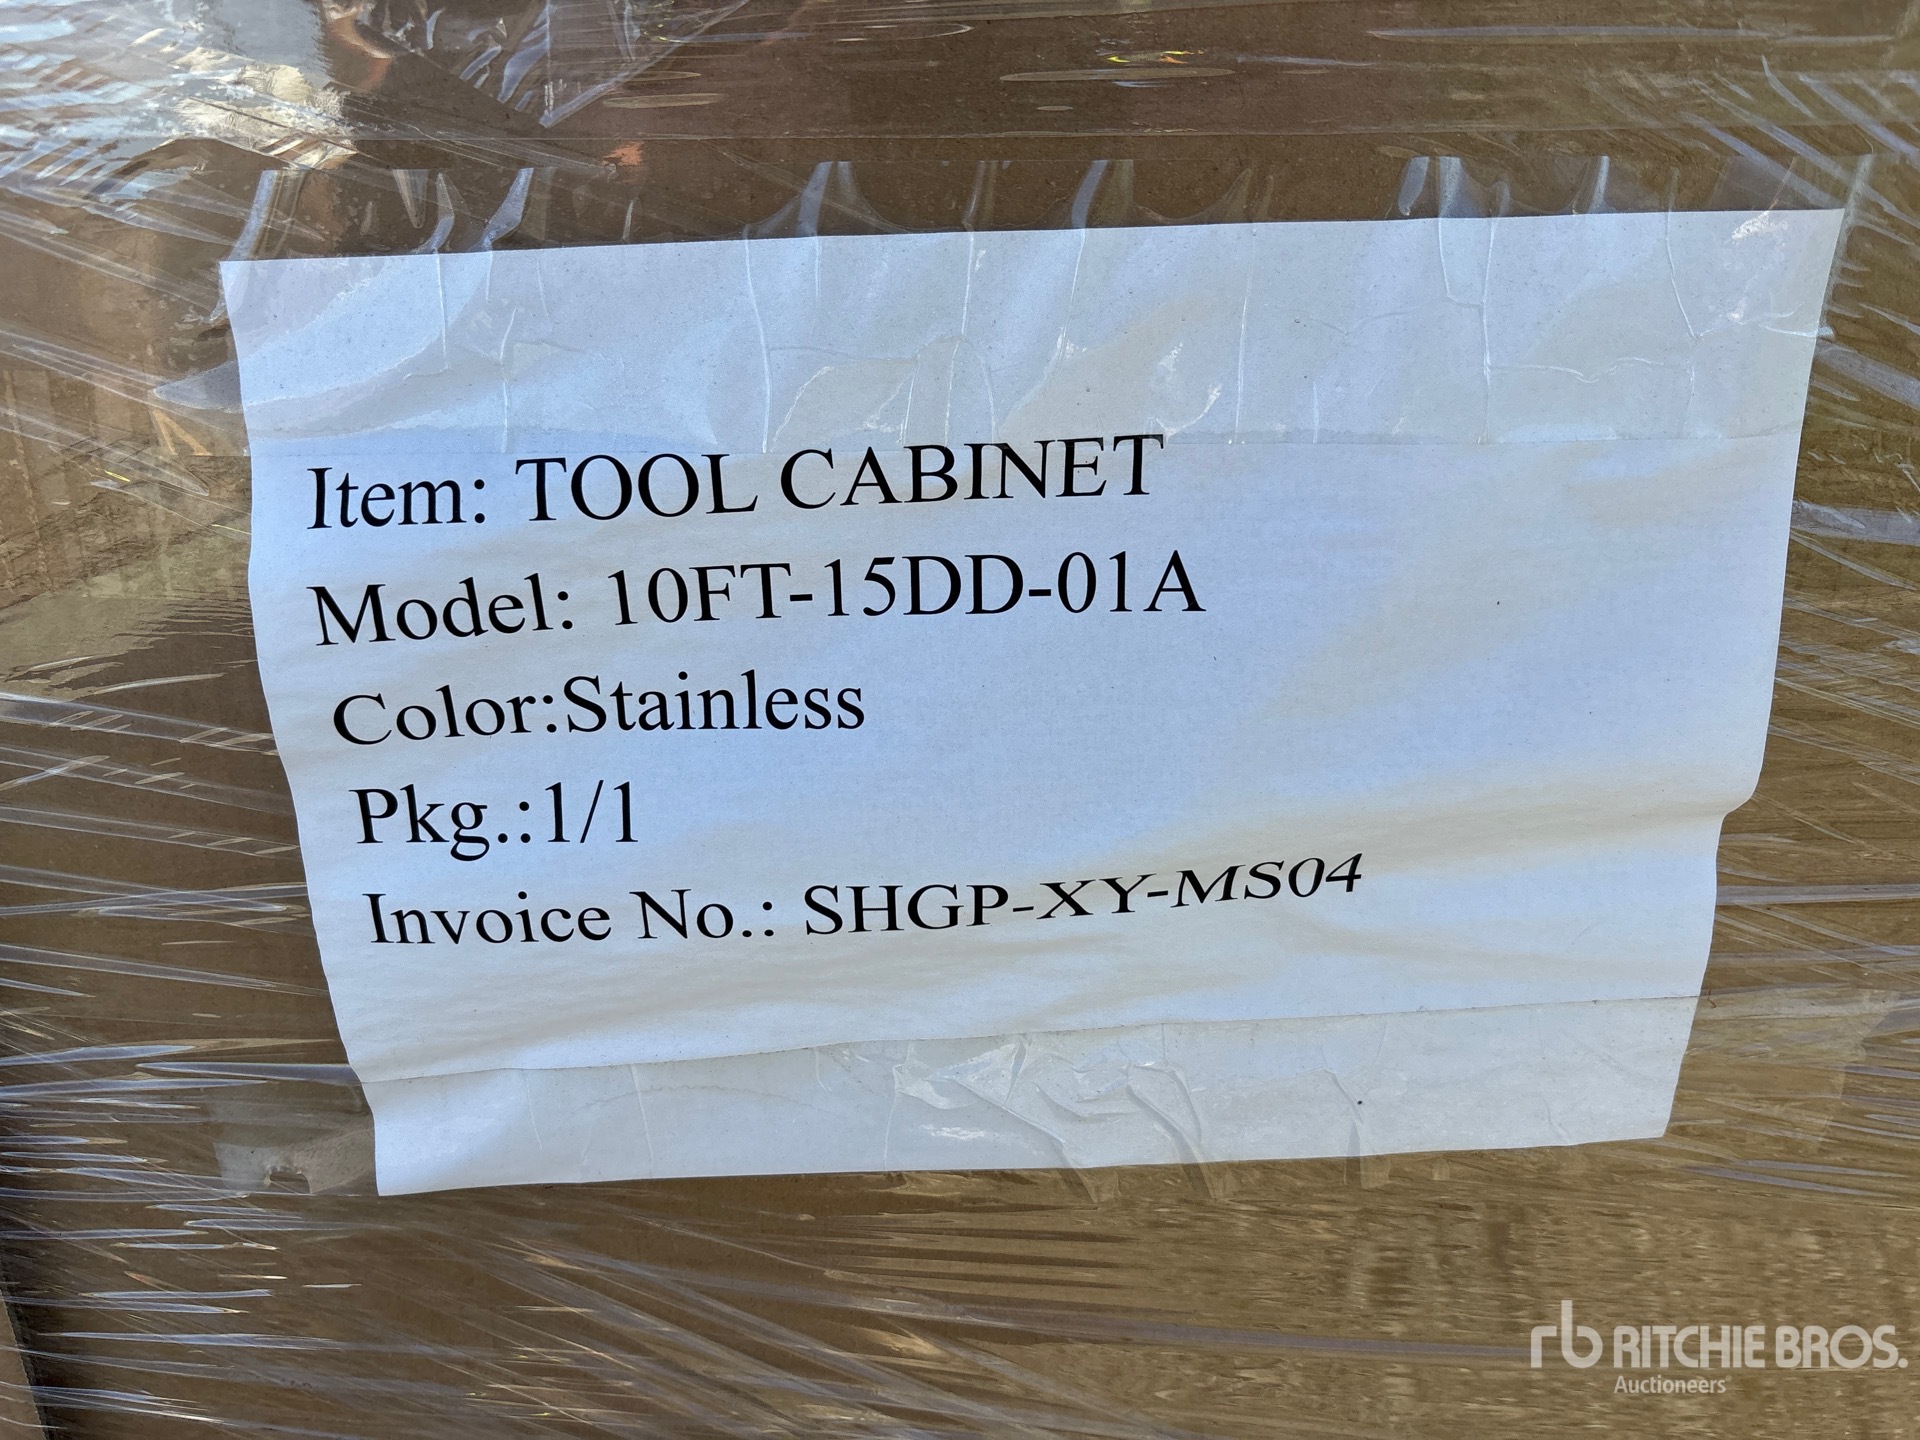 Item: TOOL CABINET
Model: 10FT-15DD-01A
Color:Stainless
Pkg.:1/1
Invoice No.: SHGP-XY-MS04
rb RITCHIE BROS.
Auctioneers